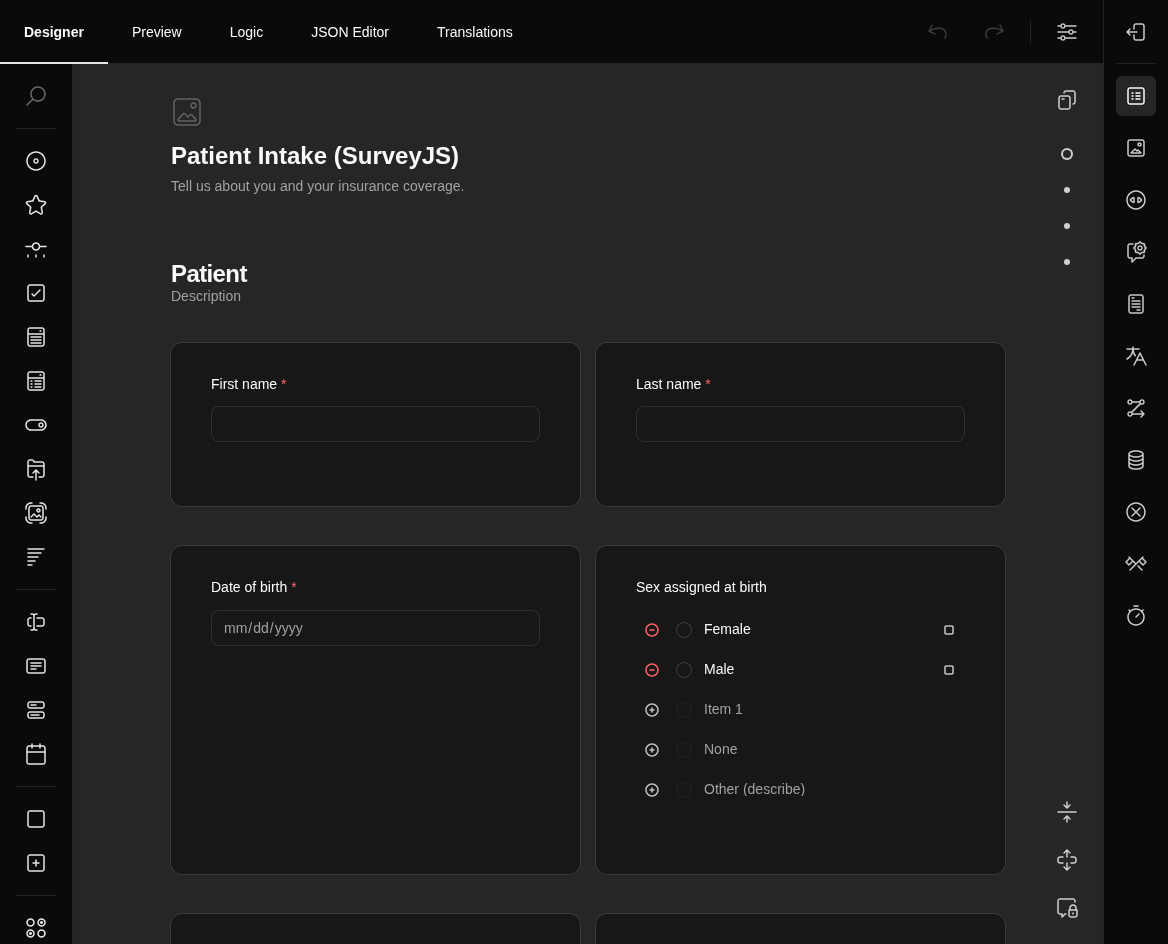 Designer Preview Logic JSON Editor Translations
Patient Intake (SurveyJS)
Tell us about you and your insurance coverage.
Patient
Description
First name *
Last name *
Date of birth *
mm/dd/yyyy
Sex assigned at birth
Female
Male
Item 1
None
Other (describe)